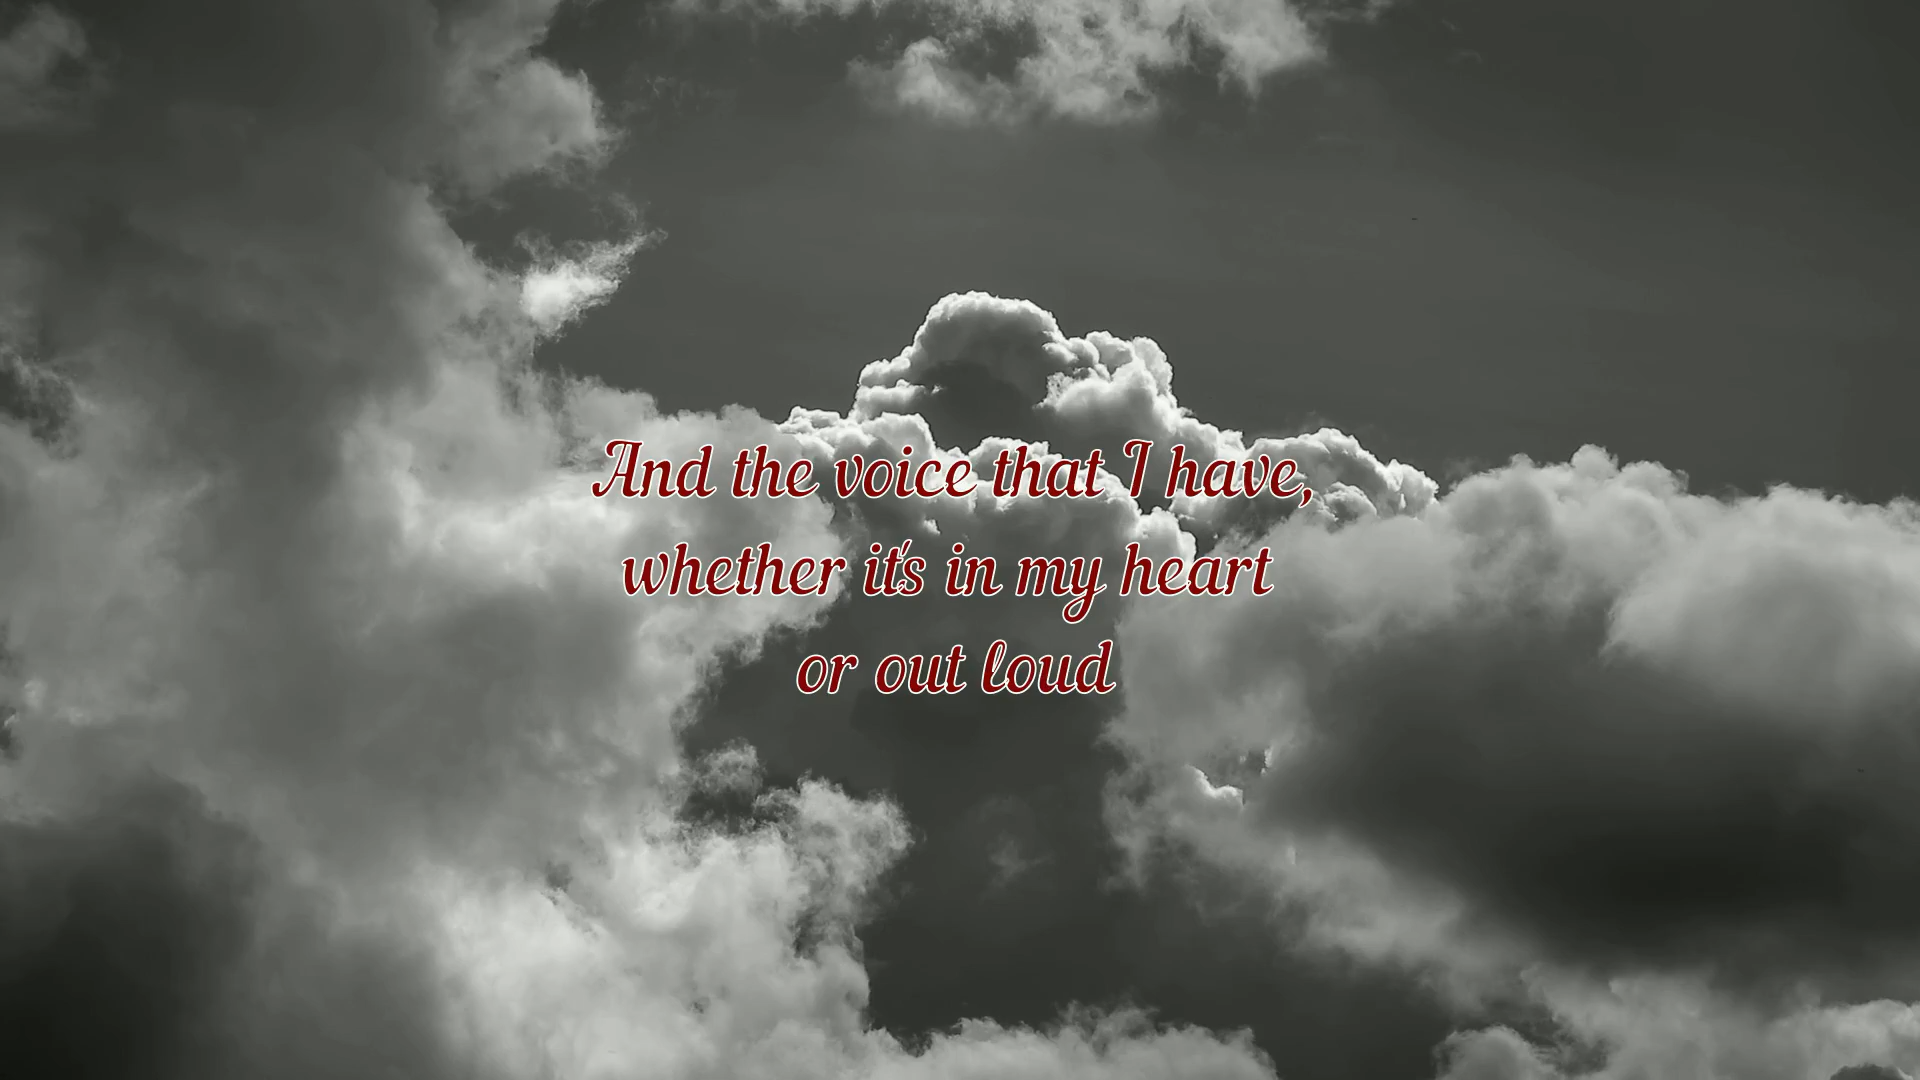 And the voice that I have,
whether it's in my heart
or out loud